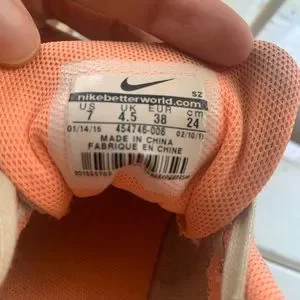 SZ
nikebetterworld.com
US UK EUR cm
7 4.5 38 24
01/14/15 454746-006 02/10/15
MADE IN CHINA
FABRIQUE EN CHINE